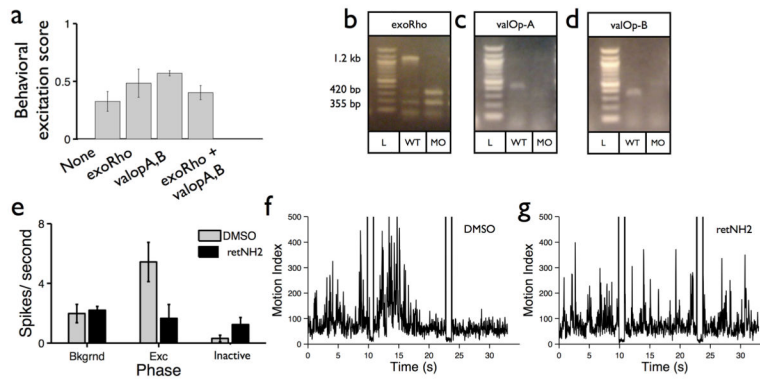 a
Behavioral
excitation score
1
0.5
0
None
exoRho
valopA,B
exoRho +
valopA,B
b
exoRho
1.2 kb
420 bp
355 bp
L
WT
MO
c
valOp-A
L
WT
MO
d
valOp-B
L
WT
MO
e
Spikes/ second
8
4
0
DMSO
retNH2
Bkgrnd
Exc
Inactive
Phase
f
Motion Index
500
400
300
200
100
0
DMSO
0 5 10 15 20 25 30
Time (s)
g
Motion Index
500
400
300
200
100
0
retNH2
0 5 10 15 20 25 30
Time (s)